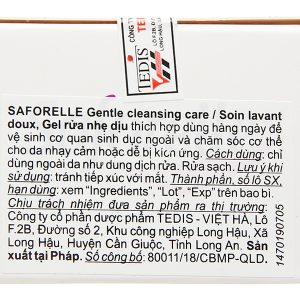 CÔNG TY
TEDIS
LÔ F.2B, Đ
LONG HẬU,
SAFORELLE Gentle cleansing care / Soin lavant
doux, Gel rửa nhẹ dịu thích hợp dùng hàng ngày để
vệ sinh cơ quan sinh dục ngoài và chăm sóc cơ thể
cho da nhạy cảm hoặc dễ bị kích ứng. Cách dùng: chỉ
dùng ngoài da như dung dịch rửa. Rửa sạch. Lưu ý khi
sử dụng: tránh tiếp xúc với mắt. Thành phần, số lô SX,
hạn dùng: xem “Ingredients”, “Lot”, “Exp” trên bao bì.
Chịu trách nhiệm đưa sản phẩm ra thị trường:
Công ty cổ phần dược phẩm TEDIS - VIỆT HÀ, Lô
F.2B, Đường số 2, Khu công nghiệp Long Hậu, Xã
Long Hậu, Huyện Cần Giuộc, Tỉnh Long An. Sản
xuất tại Pháp. Số công bố: 80011/18/CBMP-QLD.
1470190705